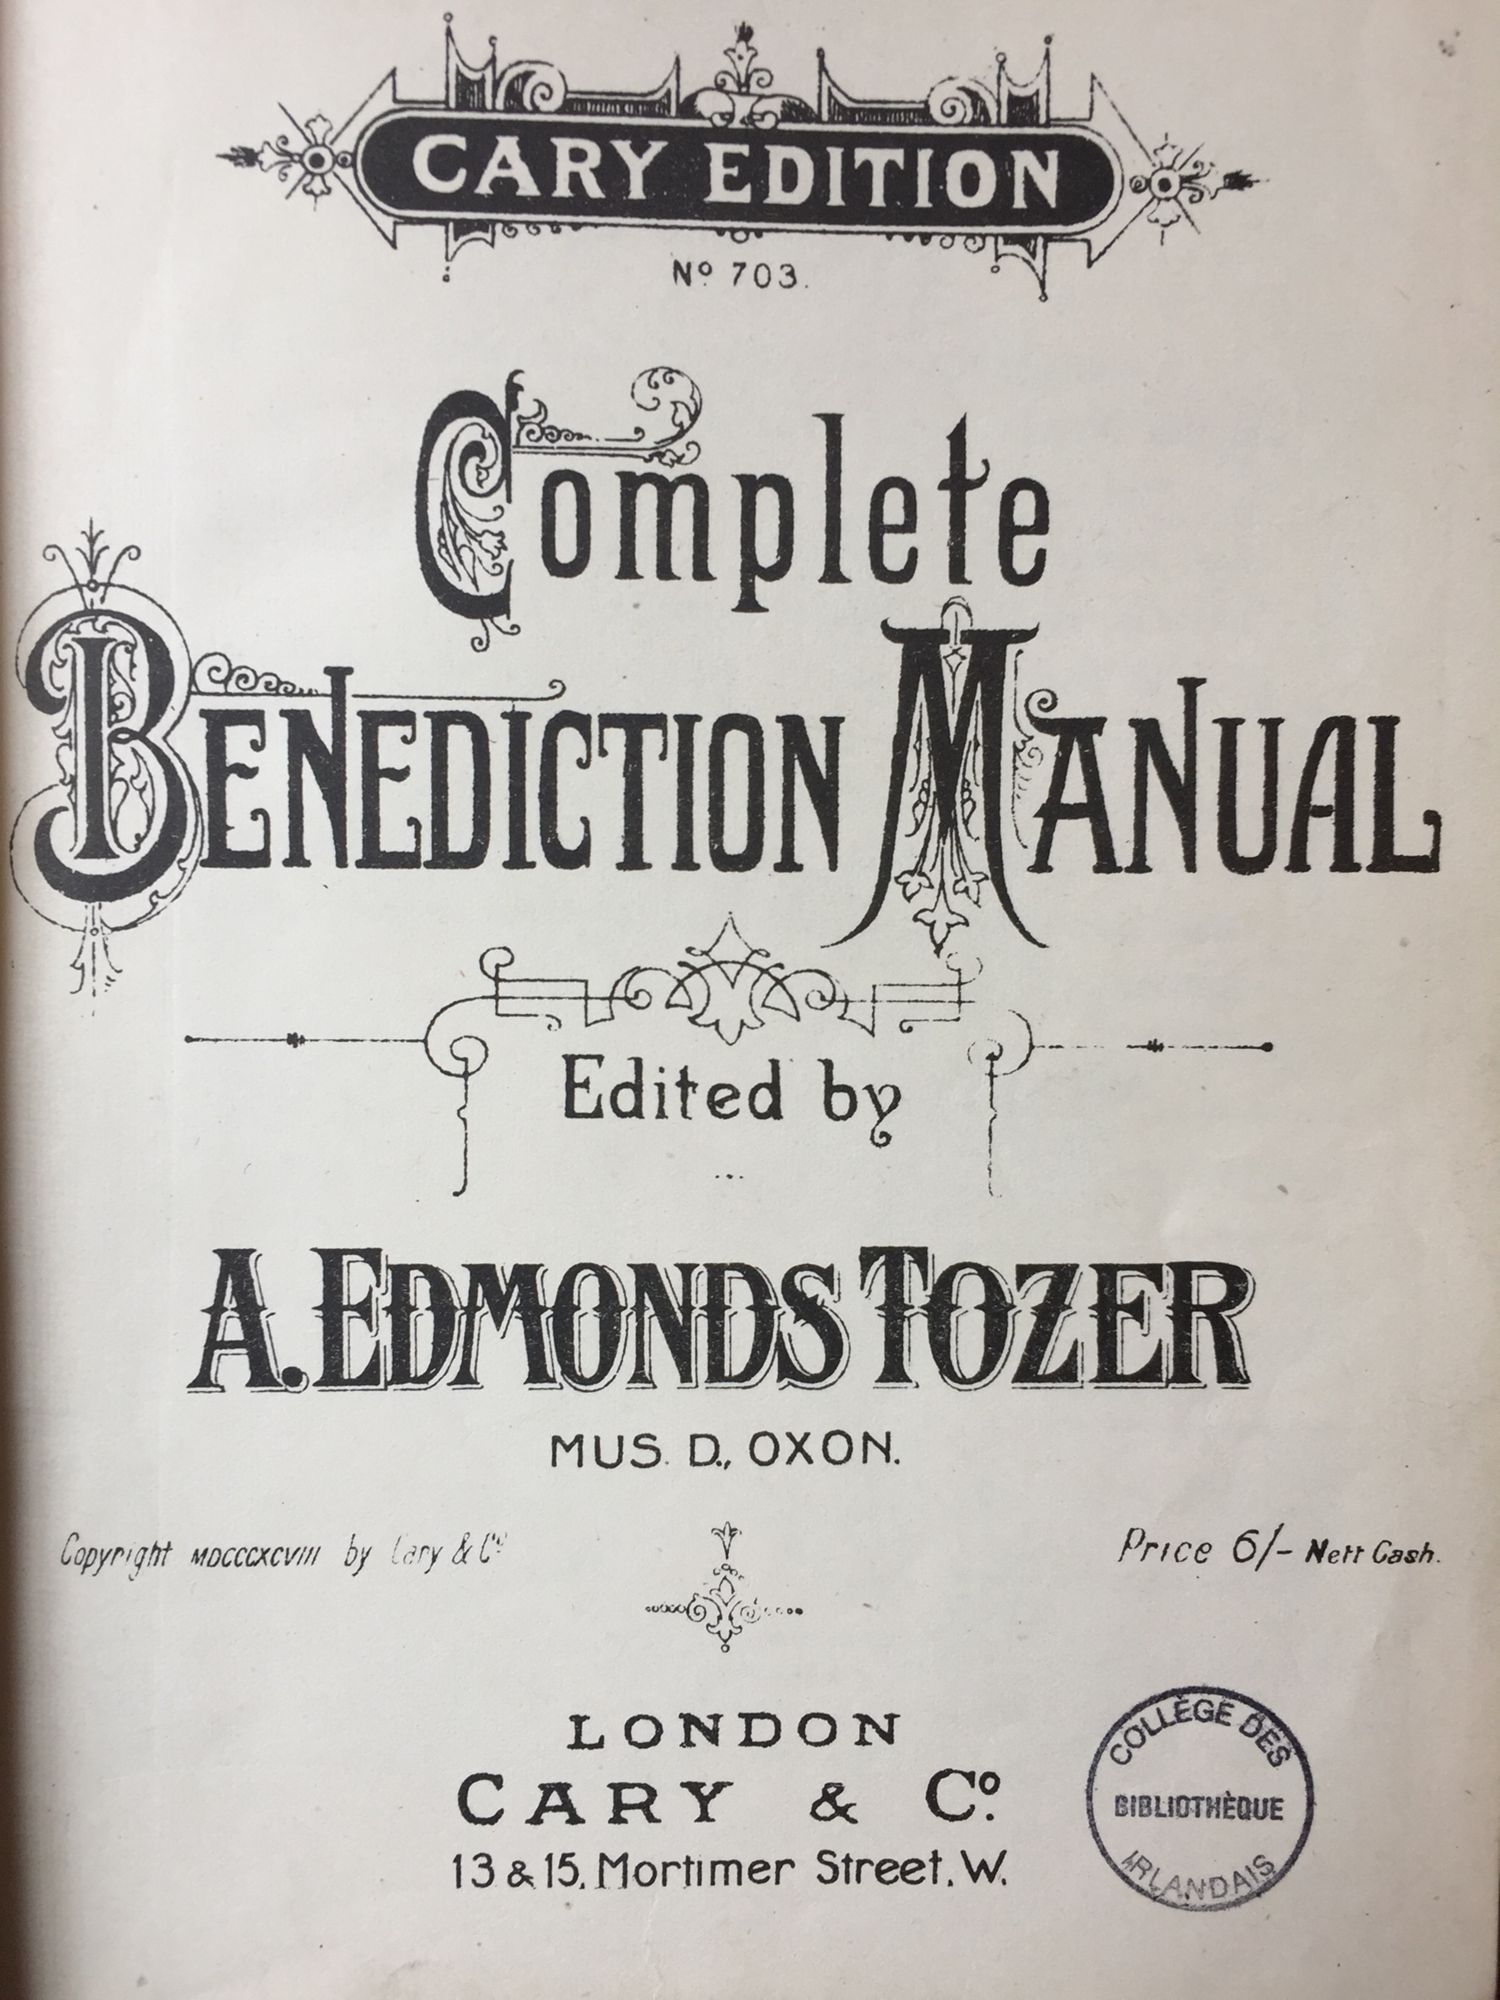 CARY EDITION
Nº 703.
Complete
BENEDICTION MANUAL
Edited by
A. EDMONDS TOZER
MUS. D., OXON.
Copyright MDCCCXCVIII by Cary & Cº
Price 6/- Nett Cash.
LONDON
CARY & Cº.
13 & 15, Mortimer Street, W.
COLLÈGE DES
BIBLIOTHÈQUE
IRLANDAIS